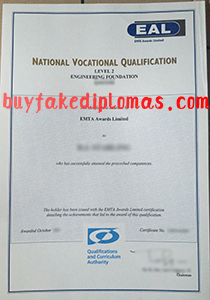 EAL
EMTA Awards Limited
NATIONAL VOCATIONAL QUALIFICATION
LEVEL 2
ENGINEERING FOUNDATION
buyfakediplomas.com
EMTA Awards Limited
who has successfully attained the prescribed competences.
The holder has been issued with the EMTA Awards Limited certification
detailing the achievements that led to the award of this qualification.
Awarded October
Certificate No.
Qualifications
and Curriculum
Authority
Chairman